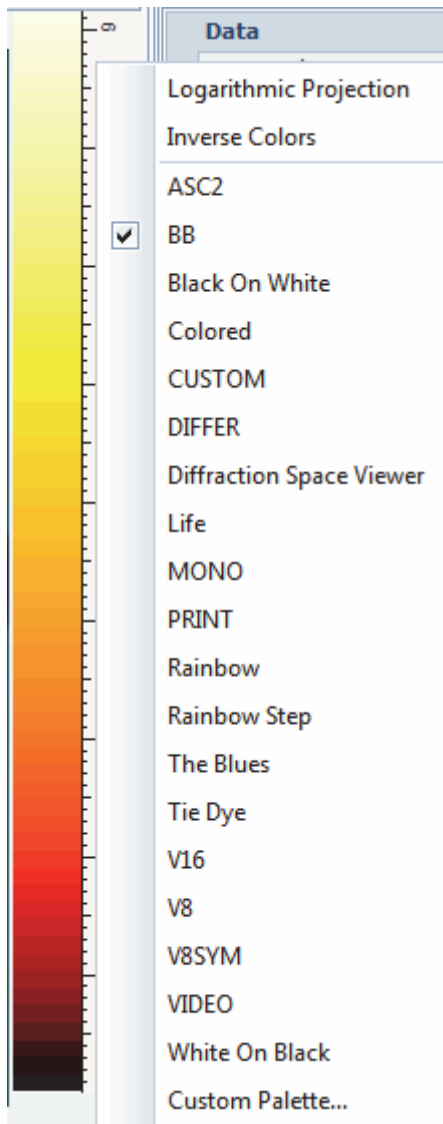 9
Data
Logarithmic Projection
Inverse Colors
ASC2
BB
Black On White
Colored
CUSTOM
DIFFER
Diffraction Space Viewer
Life
MONO
PRINT
Rainbow
Rainbow Step
The Blues
Tie Dye
V16
V8
V8SYM
VIDEO
White On Black
Custom Palette...